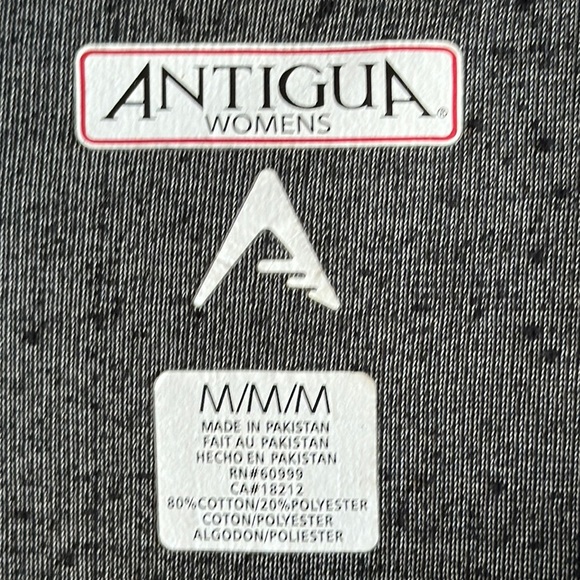 ANTIGUA®
WOMENS
M/M/M
MADE IN PAKISTAN
FAIT AU PAKISTAN
HECHO EN PAKISTAN
RN#60999
CA#18212
80%COTTON/20%POLYESTER
COTON/POLYESTER
ALGODON/POLIESTER